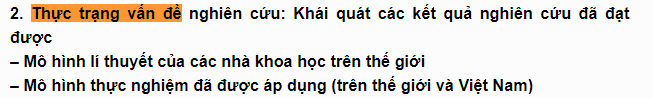 2. Thực trạng vấn đề nghiên cứu: Khái quát các kết quả nghiên cứu đã đạt
được
– Mô hình lí thuyết của các nhà khoa học trên thế giới
– Mô hình thực nghiệm đã được áp dụng (trên thế giới và Việt Nam)